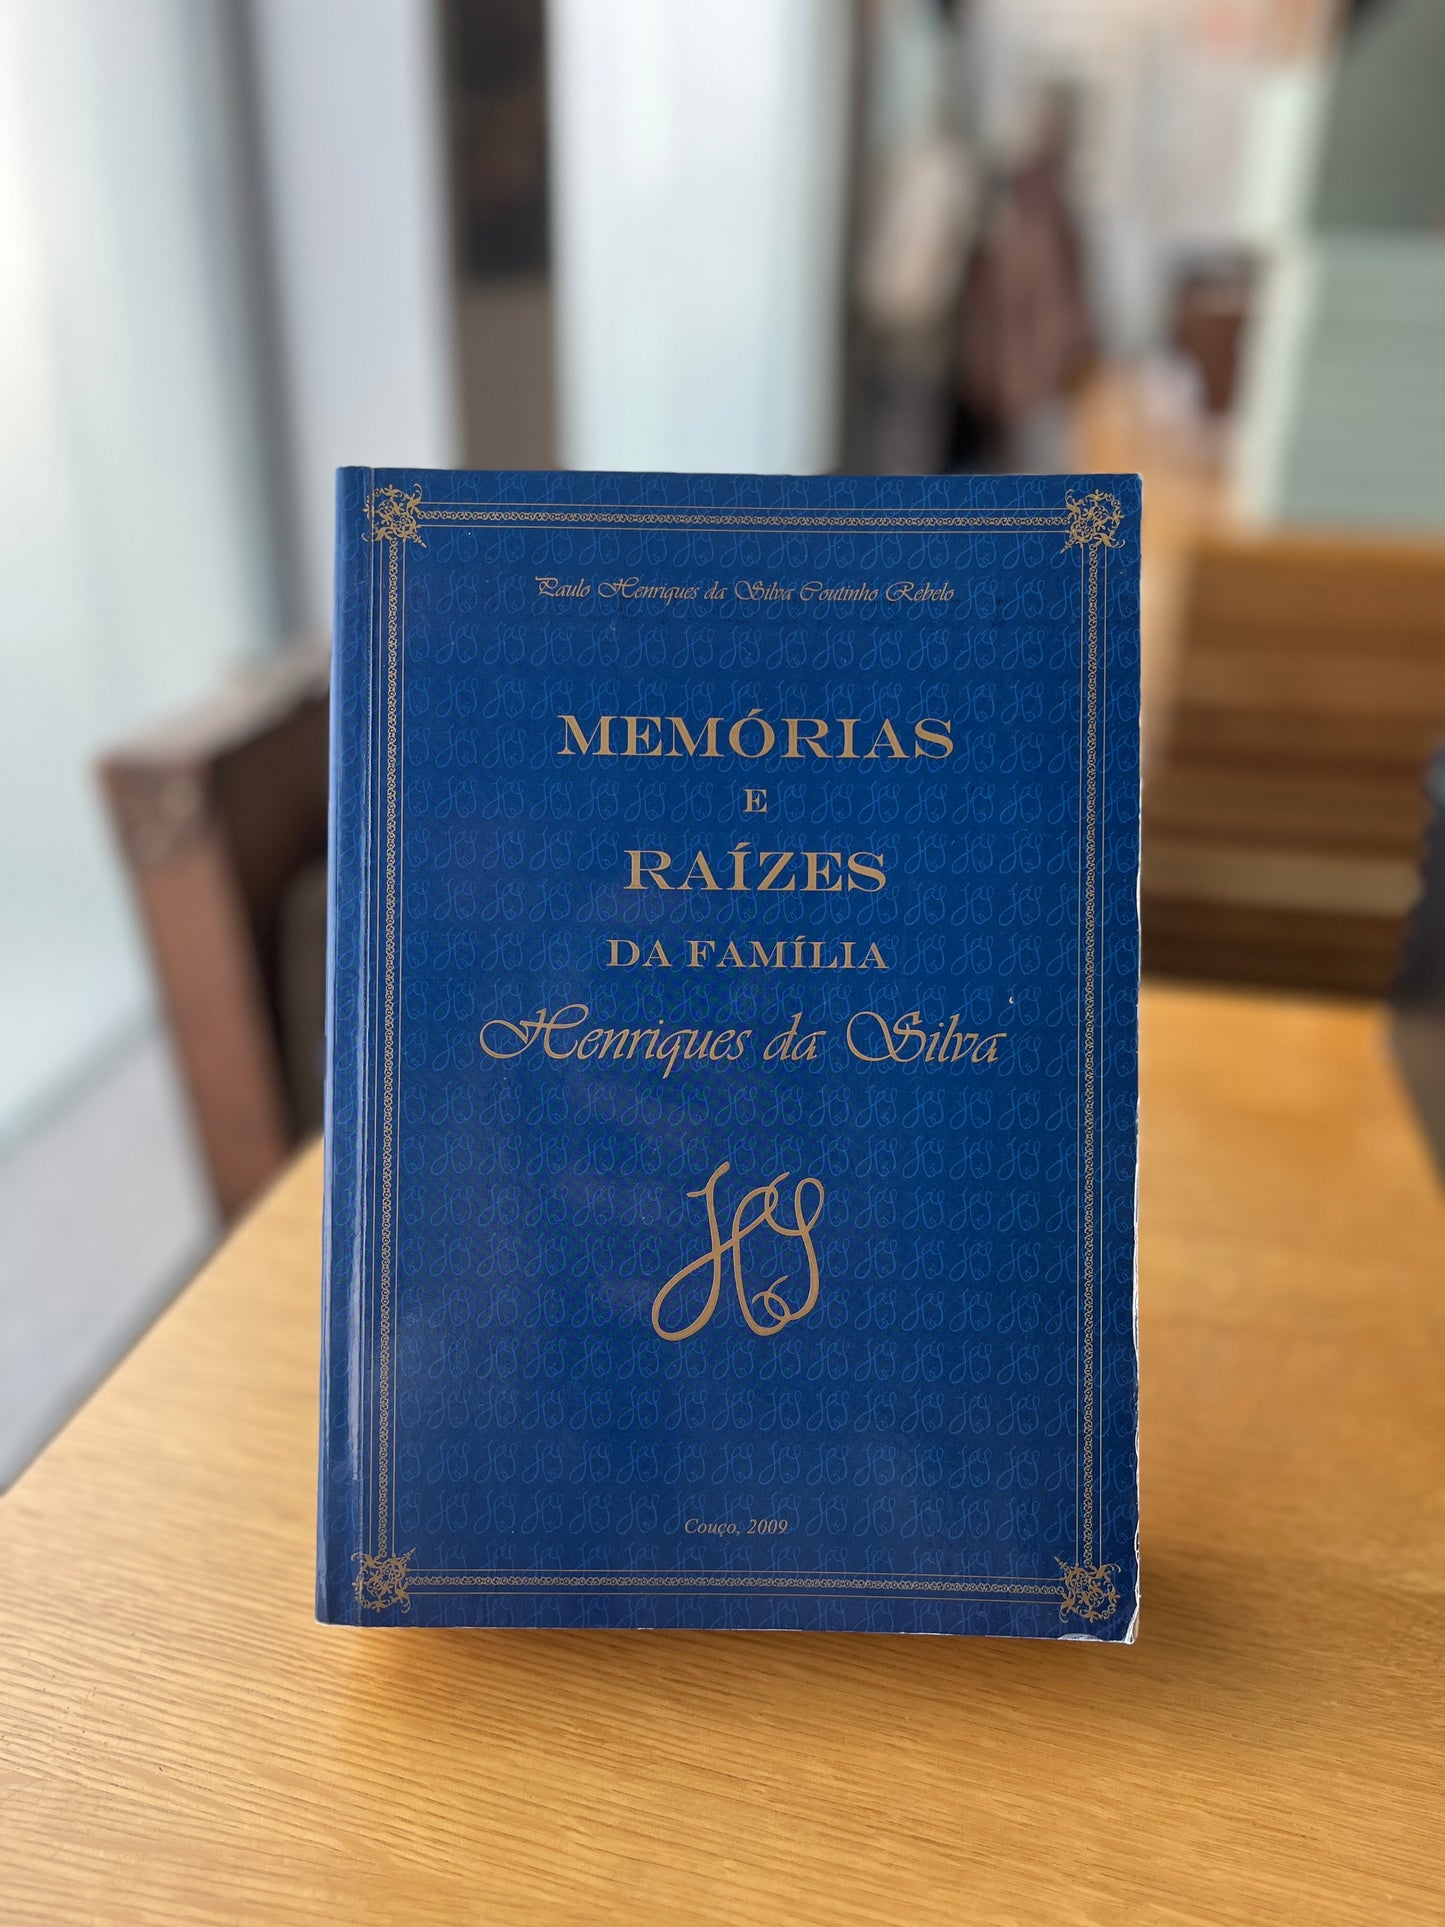 Paulo Henriques da Silva Coutinho Rebelo
MEMÓRIAS
E
RAÍZES
DA FAMÍLIA
Henriques da Silva
HS
Couço, 2009